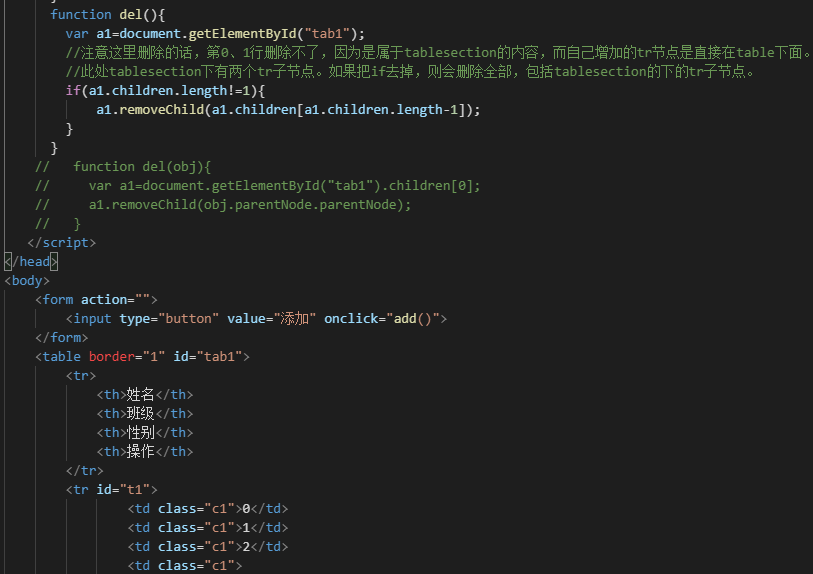 }
function del(){
var a1=document.getElementById("tab1");
//注意这里删除的话，第0、1行删除不了，因为是属于tablesection的内容，而自己增加的tr节点是直接在table下面。
//此处tablesection下有两个tr子节点。如果把if去掉，则会删除全部，包括tablesection的下的tr子节点。
if(a1.children.length!=1){
a1.removeChild(a1.children[a1.children.length-1]);
}
}
// function del(obj){
// var a1=document.getElementById("tab1").children[0];
// a1.removeChild(obj.parentNode.parentNode);
// }
</script>
</head>
<body>
<form action="">
<input type="button" value="添加" onclick="add()">
</form>
<table border="1" id="tab1">
<tr>
<th>姓名</th>
<th>班级</th>
<th>性别</th>
<th>操作</th>
</tr>
<tr id="t1">
<td class="c1">0</td>
<td class="c1">1</td>
<td class="c1">2</td>
<td class="c1">